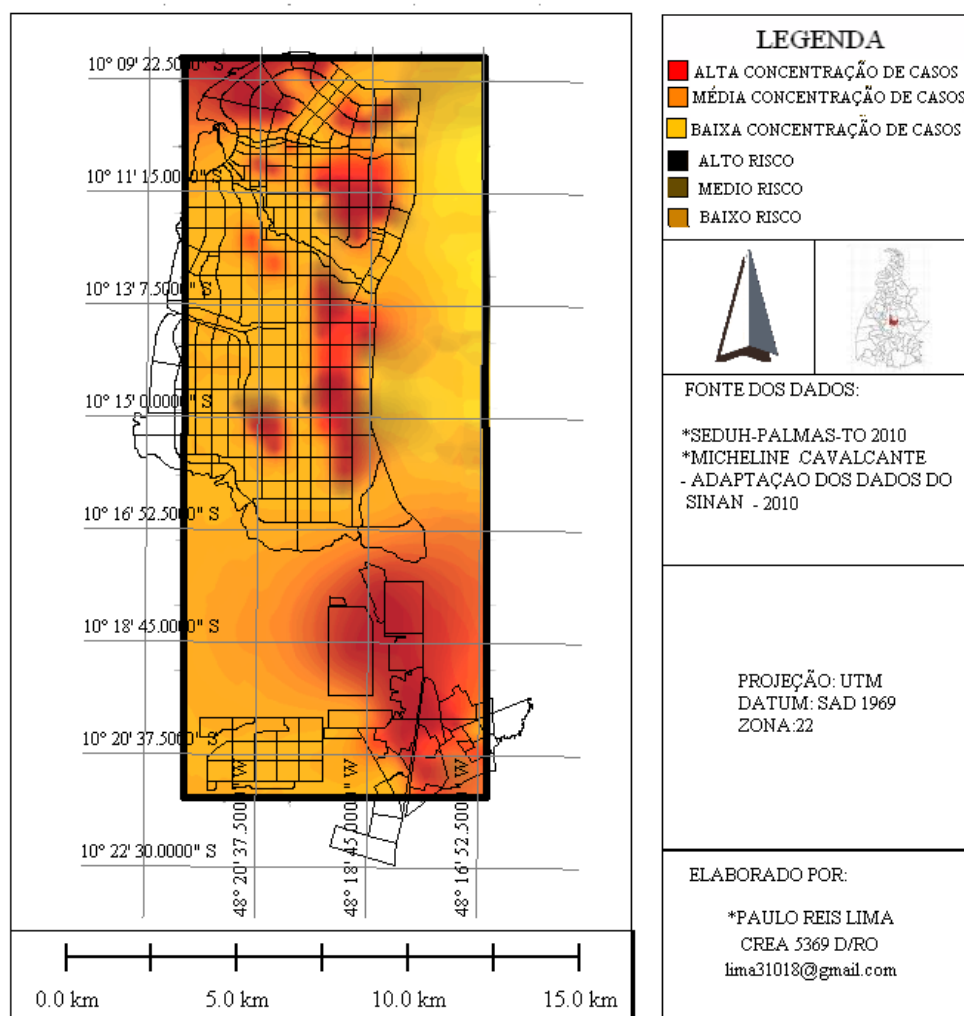 10° 09' 22.5000" S
10° 11' 15.0000" S
10° 13' 7.5000" S
10° 15' 0.0000" S
10° 16' 52.5000" S
10° 18' 45.0000" S
10° 20' 37.5000" S
10° 22' 30.0000" S
48° 20' 37.5000" W
48° 18' 45.0000" W
48° 16' 52.5000" W
0.0 km
5.0 km
10.0 km
15.0 km
LEGENDA
ALTA CONCENTRAÇÃO DE CASOS
MÉDIA CONCENTRAÇÃO DE CASOS
BAIXA CONCENTRAÇÃO DE CASOS
ALTO RISCO
MEDIO RISCO
BAIXO RISCO
FONTE DOS DADOS:
*SEDUH-PALMAS-TO 2010
*MICHELINE CAVALCANTE
- ADAPTAÇAO DOS DADOS DO
SINAN - 2010
PROJEÇÃO: UTM
DATUM: SAD 1969
ZONA:22
ELABORADO POR:
*PAULO REIS LIMA
CREA 5369 D/RO
lima31018@gmail.com